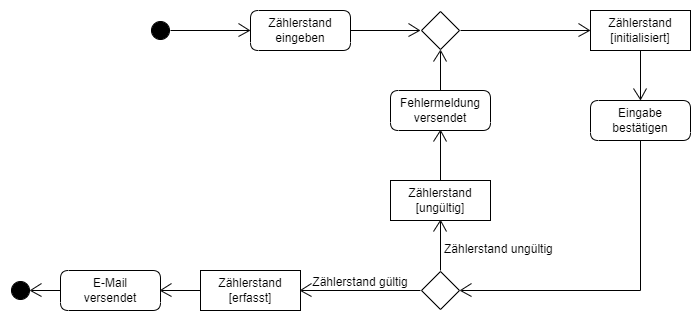 Zählerstand
eingeben
Zählerstand
[initialisiert]
Fehlermeldung
versendet
Eingabe
bestätigen
Zählerstand
[ungültig]
Zählerstand ungültig
E-Mail
versendet
Zählerstand
[erfasst]
Zählerstand gültig